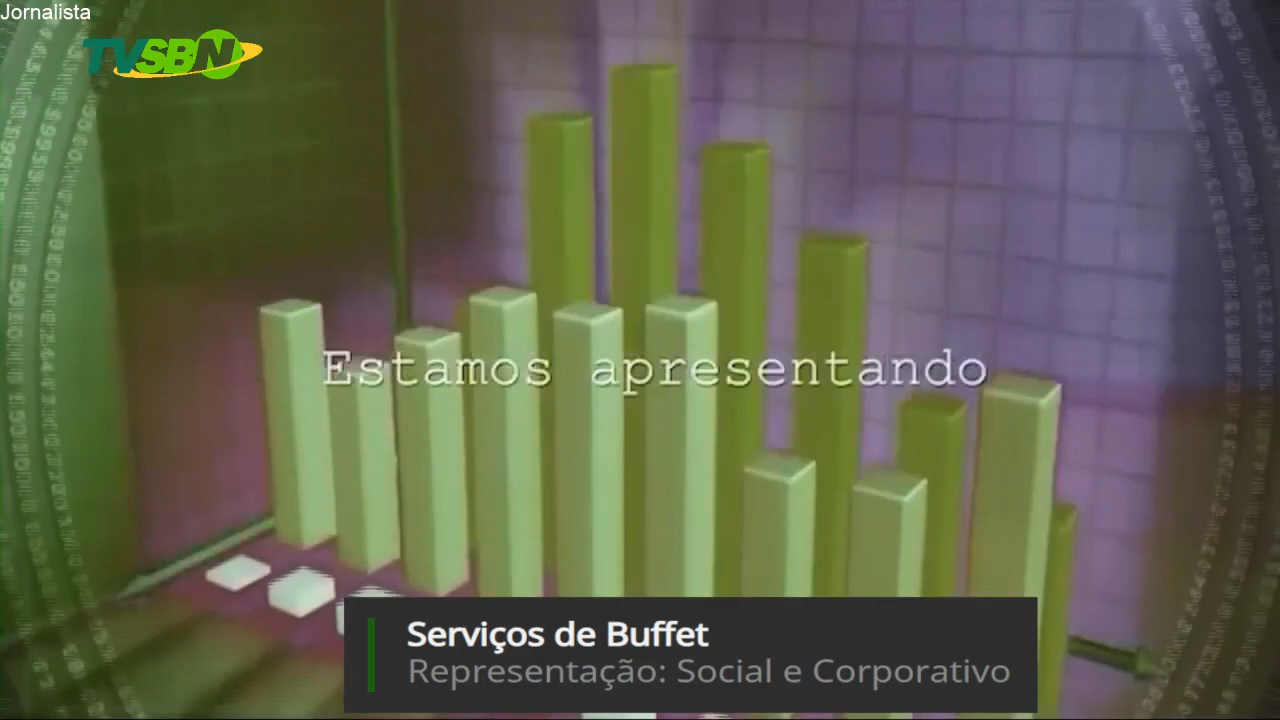 Jornalista
TVSBN
Estamos apresentando
Serviços de Buffet
Representação: Social e Corporativo